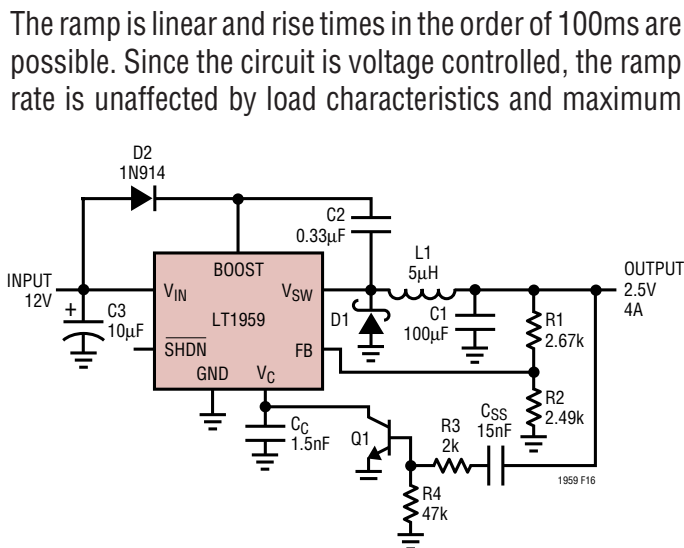 The ramp is linear and rise times in the order of 100ms are
possible. Since the circuit is voltage controlled, the ramp
rate is unaffected by load characteristics and maximum
D2
1N914
C2
0.33µF
L1
5µH
INPUT
12V
BOOST
VIN
VSW
OUTPUT
2.5V
4A
C3
10µF
+
LT1959
D1
C1
100µF
R1
2.67k
SHDN
FB
GND
VC
R2
2.49k
CC
1.5nF
Q1
R3
2k
CSS
15nF
R4
47k
1959 F16